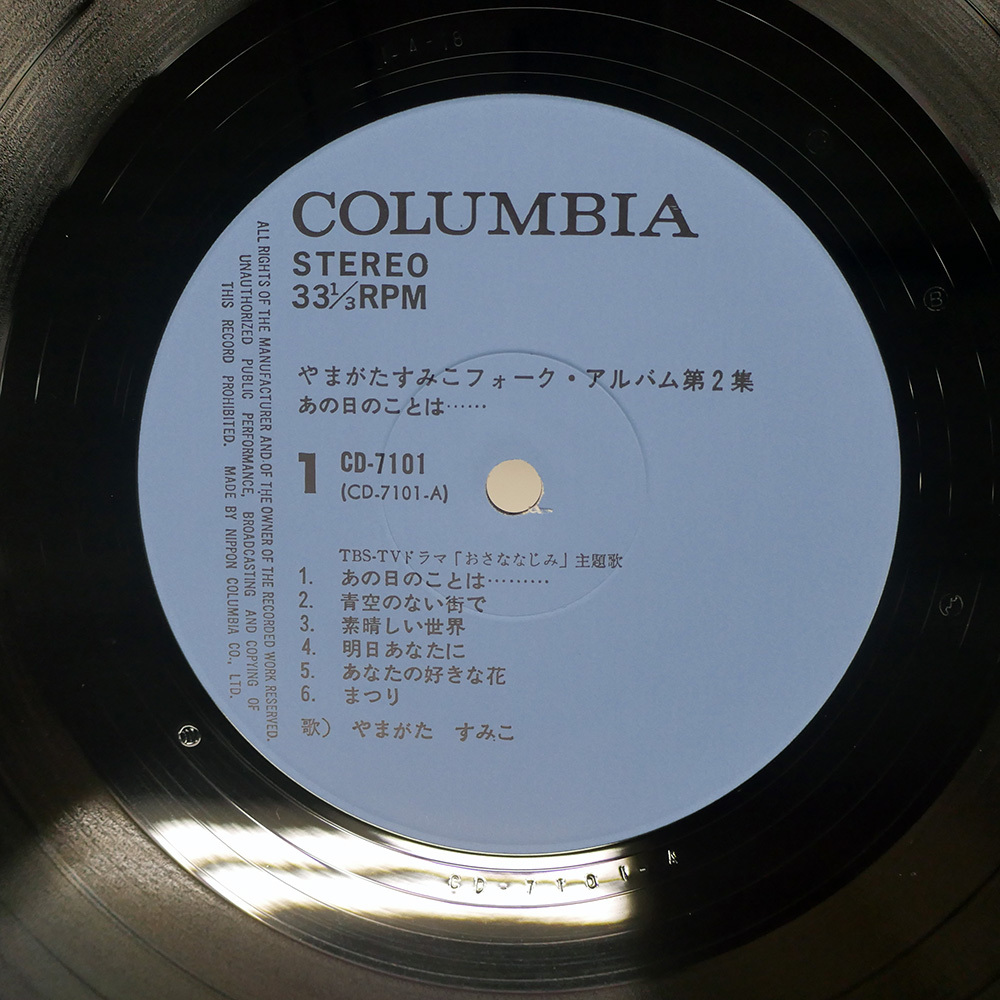 COLUMBIA
STEREO
33⅓RPM
やまがたすみこフォーク・アルバム第2集
あの日のことは……
1
CD-7101
(CD-7101-A)
TBS-TVドラマ「おさななじみ」主題歌
1. あの日のことは………
2. 青空のない街で
3. 素晴しい世界
4. 明日あなたに
5. あなたの好きな花
6. まつり
歌） やまがた すみこ
ALL RIGHTS OF THE MANUFACTURER AND OF THE OWNER OF THE RECORDED WORK RESERVED.
UNAUTHORIZED PUBLIC PERFORMANCE, BROADCASTING AND COPYING OF
THIS RECORD PROHIBITED. MADE BY NIPPON COLUMBIA CO., LTD.
1-A-18